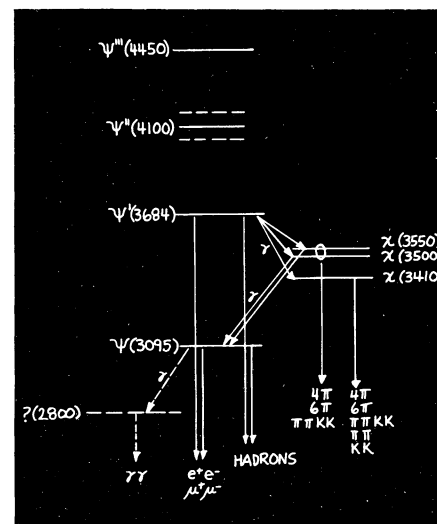 ψ'''(4450)
ψ''(4100)
ψ'(3684)
γ
χ(3550)
χ(3500)
χ(3410)
γ
ψ(3095)
γ
?(2800)
γγ
e⁺e⁻
μ⁺μ⁻
HADRONS
4π
6π
ππKK
4π
6π
ππKK
ππ
KK